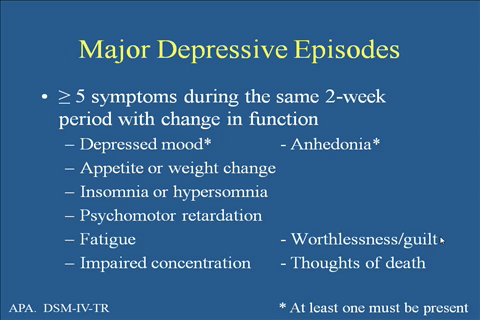 Major Depressive Episodes
• ≥ 5 symptoms during the same 2-week
period with change in function
– Depressed mood* - Anhedonia*
– Appetite or weight change
– Insomnia or hypersomnia
– Psychomotor retardation
– Fatigue - Worthlessness/guilt
– Impaired concentration - Thoughts of death
APA. DSM-IV-TR * At least one must be present